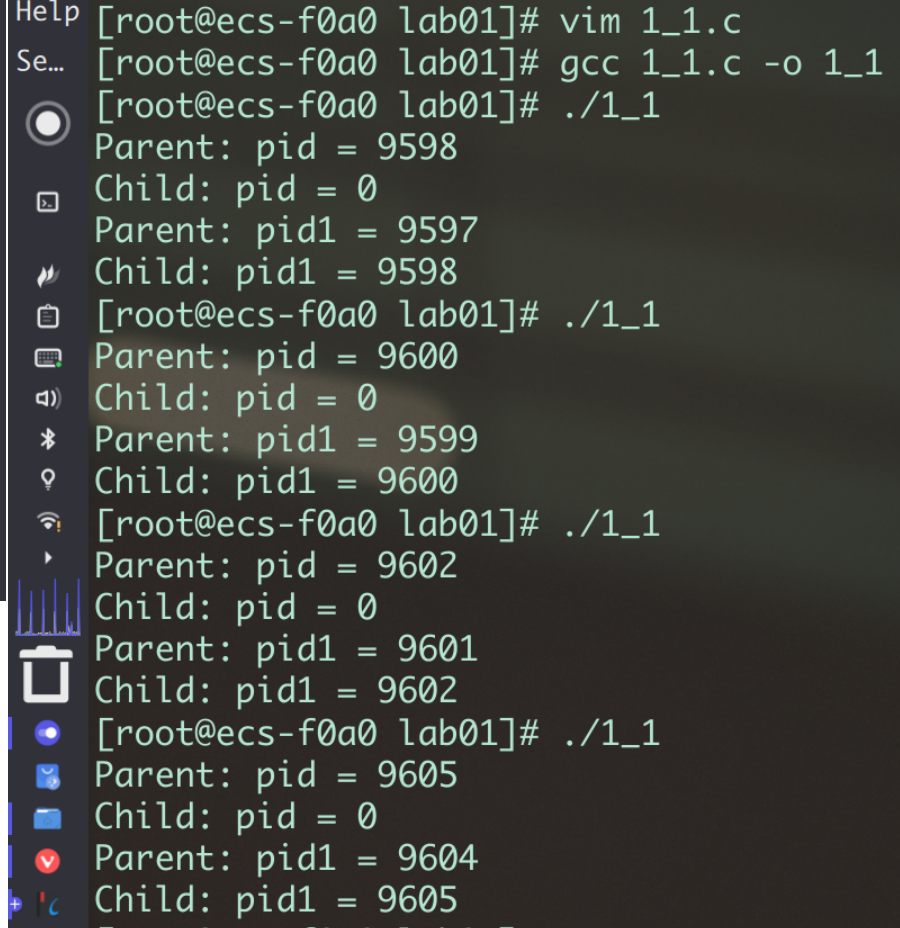 Help
Se...
[root@ecs-f0a0 lab01]# vim 1_1.c
[root@ecs-f0a0 lab01]# gcc 1_1.c -o 1_1
[root@ecs-f0a0 lab01]# ./1_1
Parent: pid = 9598
Child: pid = 0
Parent: pid1 = 9597
Child: pid1 = 9598
[root@ecs-f0a0 lab01]# ./1_1
Parent: pid = 9600
Child: pid = 0
Parent: pid1 = 9599
Child: pid1 = 9600
[root@ecs-f0a0 lab01]# ./1_1
Parent: pid = 9602
Child: pid = 0
Parent: pid1 = 9601
Child: pid1 = 9602
[root@ecs-f0a0 lab01]# ./1_1
Parent: pid = 9605
Child: pid = 0
Parent: pid1 = 9604
Child: pid1 = 9605